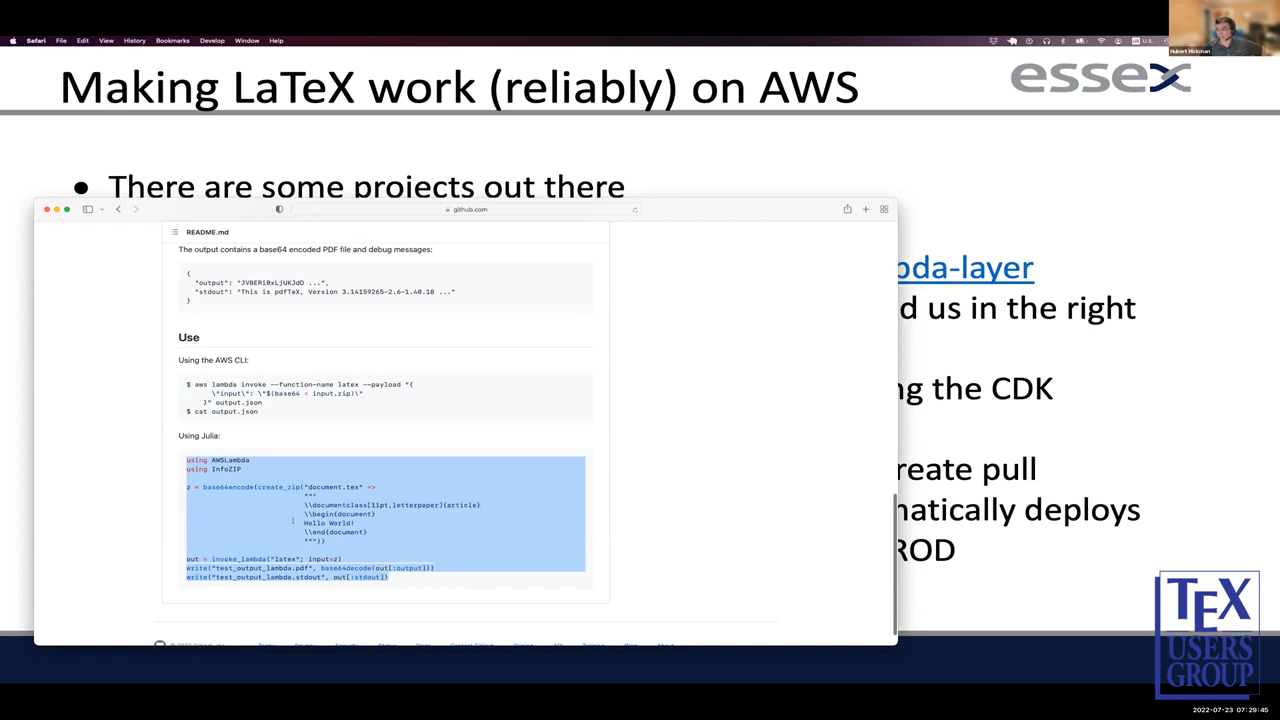 Safari File Edit View History Bookmarks Develop Window Help
U.S.
Hubert Hickman
Making LaTeX work (reliably) on AWS
essex
● There are some projects out there
github.com
bda-layer
d us in the right
ng the CDK
reate pull
matically deploys
ROD
README.md
The output contains a base64 encoded PDF file and debug messages:
{
"output": "JVBERi0xLjUKJdD ...",
"stdout": "This is pdfTeX, Version 3.14159265-2.6-1.40.18 ..."
}
Use
Using the AWS CLI:
$ aws lambda invoke --function-name latex --payload "{
\"input\": \"$(base64 < input.zip)\"
}" output.json
$ cat output.json
Using Julia:
using AWSLambda
using InfoZIP
z = base64encode(create_zip("document.tex" =>
"""
\\documentclass[11pt,letterpaper]{article}
\\begin{document}
Hello World!
\\end{document}
"""))
out = invoke_lambda("latex"; input=z)
write("test_output_lambda.pdf", base64decode(out[:output]))
write("test_output_lambda.stdout", out[:stdout])
TEX
USERS
GROUP
2022-07-23 07:29:45